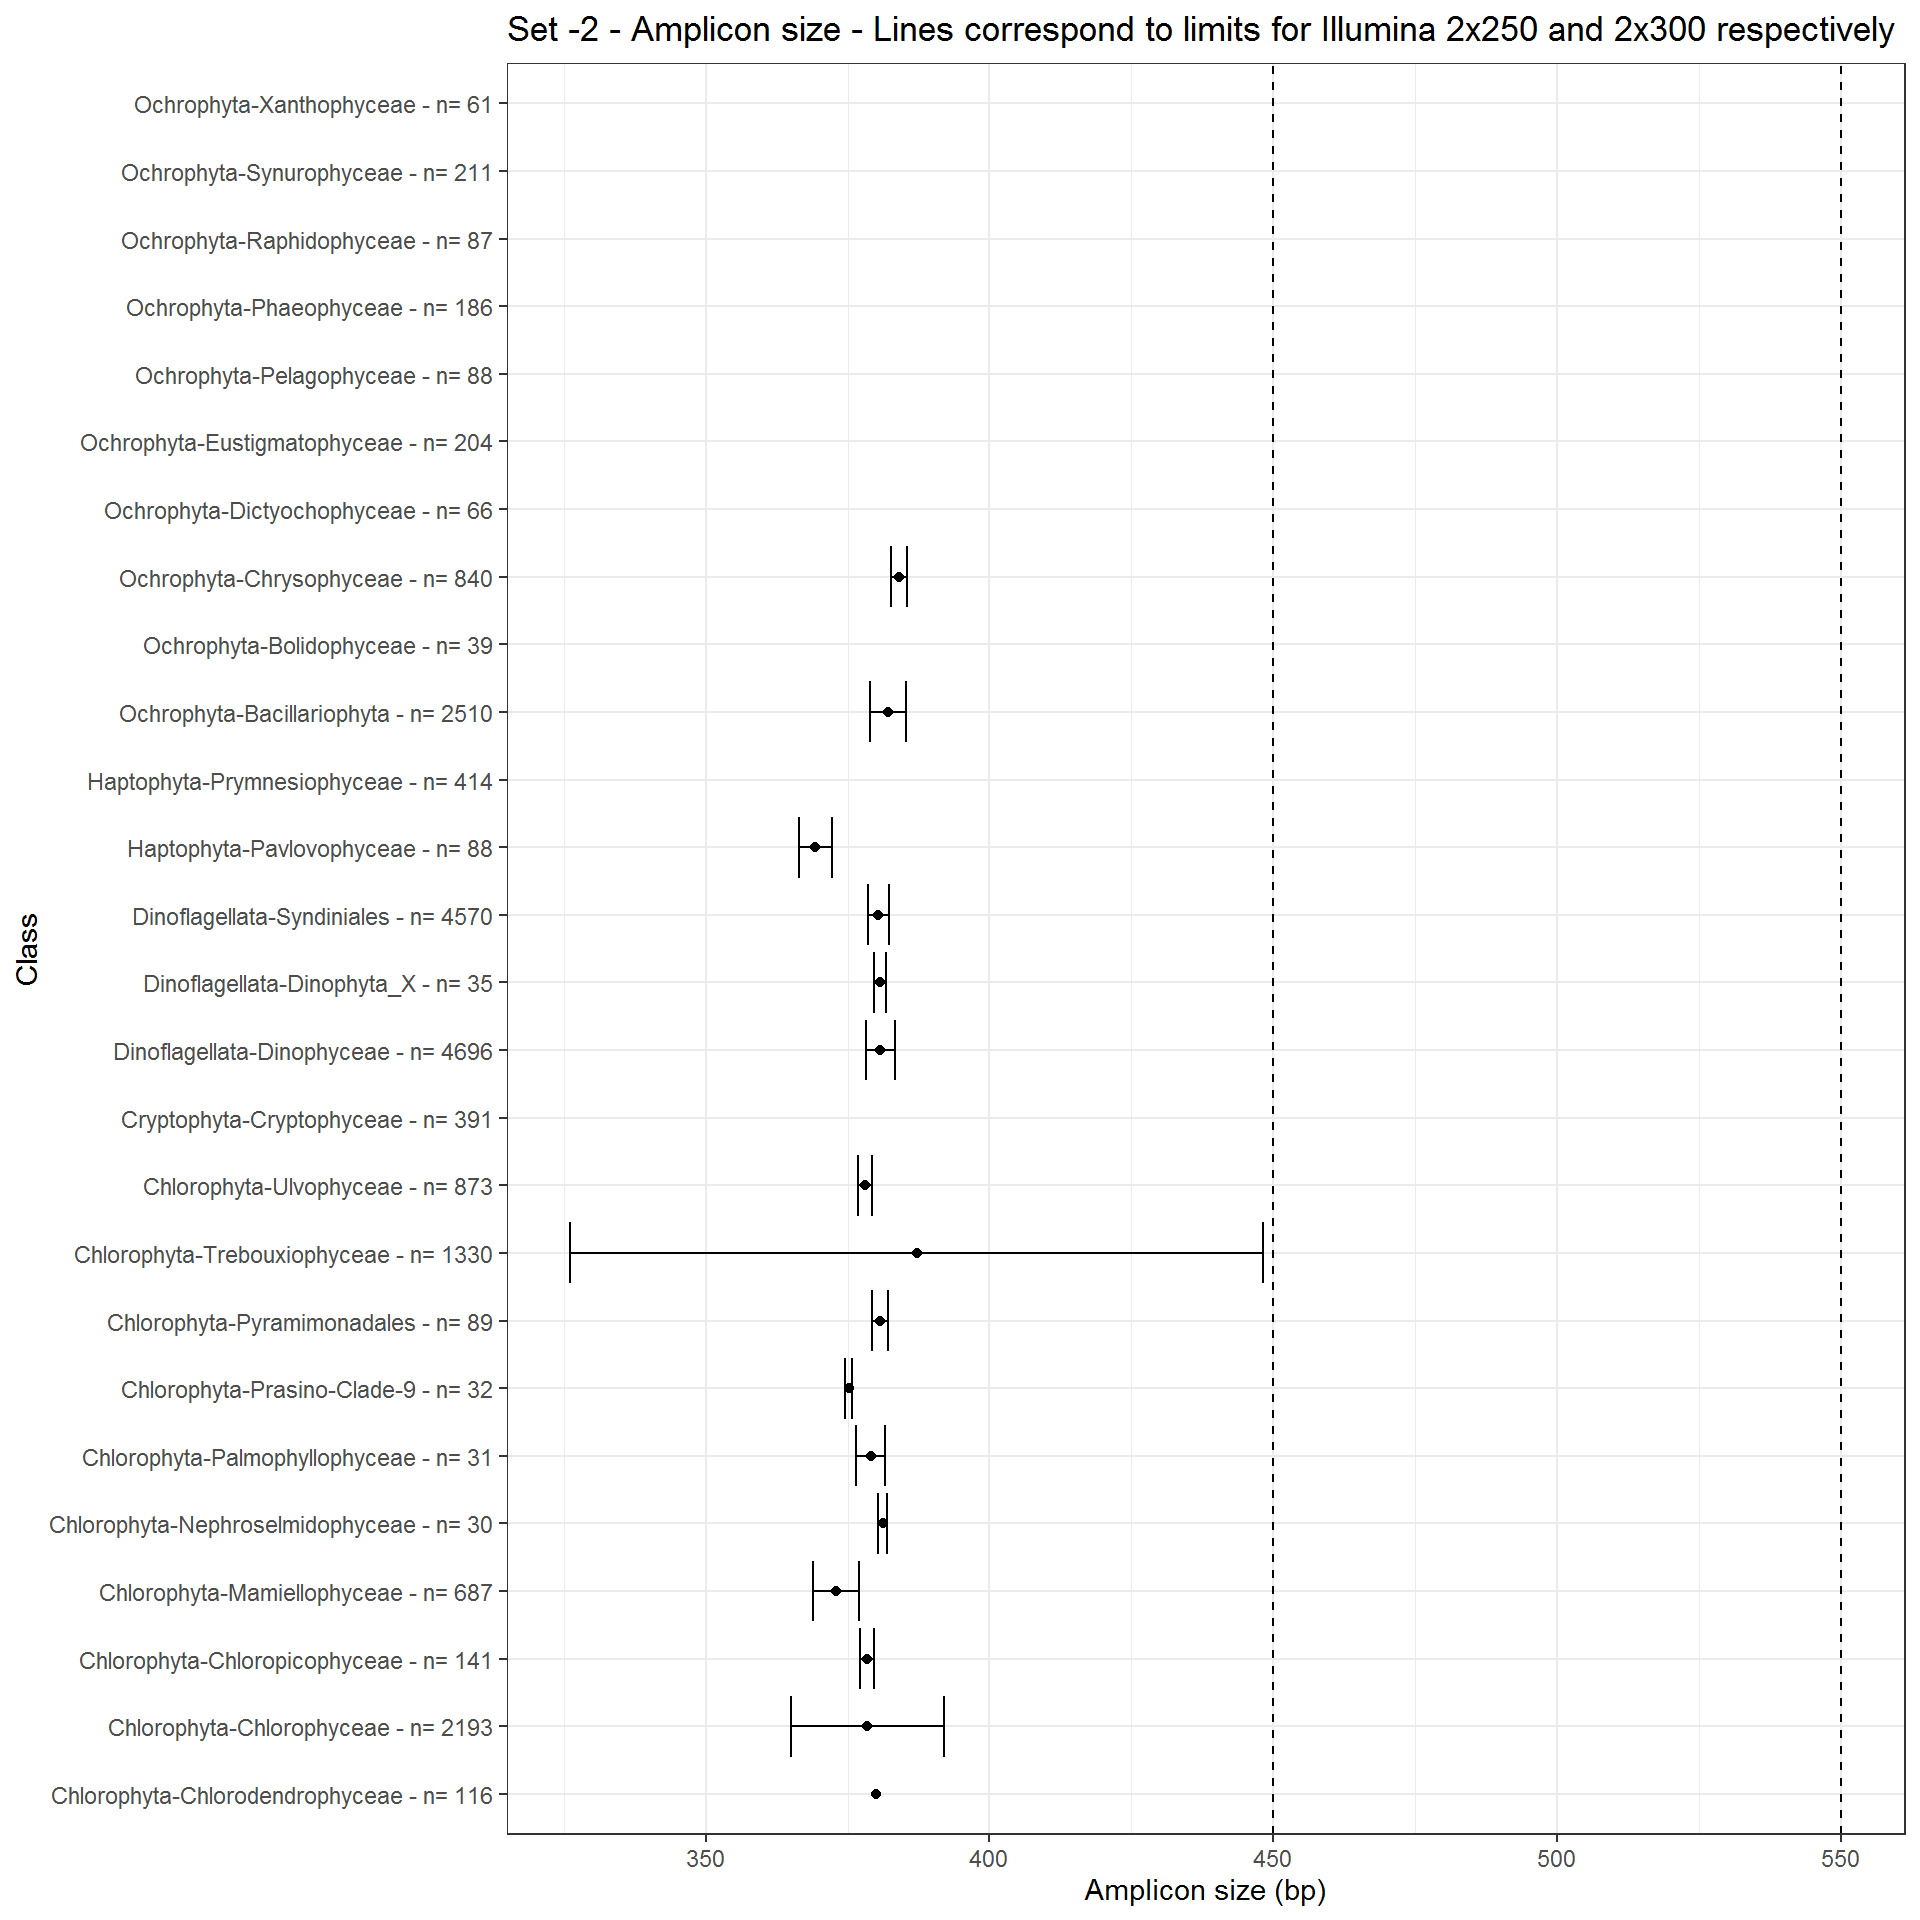 Set -2 - Amplicon size - Lines correspond to limits for Illumina 2x250 and 2x300 respectively
Ochrophyta-Xanthophyceae - n= 61
Ochrophyta-Synurophyceae - n= 211
Ochrophyta-Raphidophyceae - n= 87
Ochrophyta-Phaeophyceae - n= 186
Ochrophyta-Pelagophyceae - n= 88
Ochrophyta-Eustigmatophyceae - n= 204
Ochrophyta-Dictyochophyceae - n= 66
Ochrophyta-Chrysophyceae - n= 840
Ochrophyta-Bolidophyceae - n= 39
Ochrophyta-Bacillariophyta - n= 2510
Haptophyta-Prymnesiophyceae - n= 414
Haptophyta-Pavlovophyceae - n= 88
Dinoflagellata-Syndiniales - n= 4570
Dinoflagellata-Dinophyta_X - n= 35
Dinoflagellata-Dinophyceae - n= 4696
Cryptophyta-Cryptophyceae - n= 391
Chlorophyta-Ulvophyceae - n= 873
Chlorophyta-Trebouxiophyceae - n= 1330
Chlorophyta-Pyramimonadales - n= 89
Chlorophyta-Prasino-Clade-9 - n= 32
Chlorophyta-Palmophyllophyceae - n= 31
Chlorophyta-Nephroselmidophyceae - n= 30
Chlorophyta-Mamiellophyceae - n= 687
Chlorophyta-Chloropicophyceae - n= 141
Chlorophyta-Chlorophyceae - n= 2193
Chlorophyta-Chlorodendrophyceae - n= 116
Class
350 400 450 500 550
Amplicon size (bp)